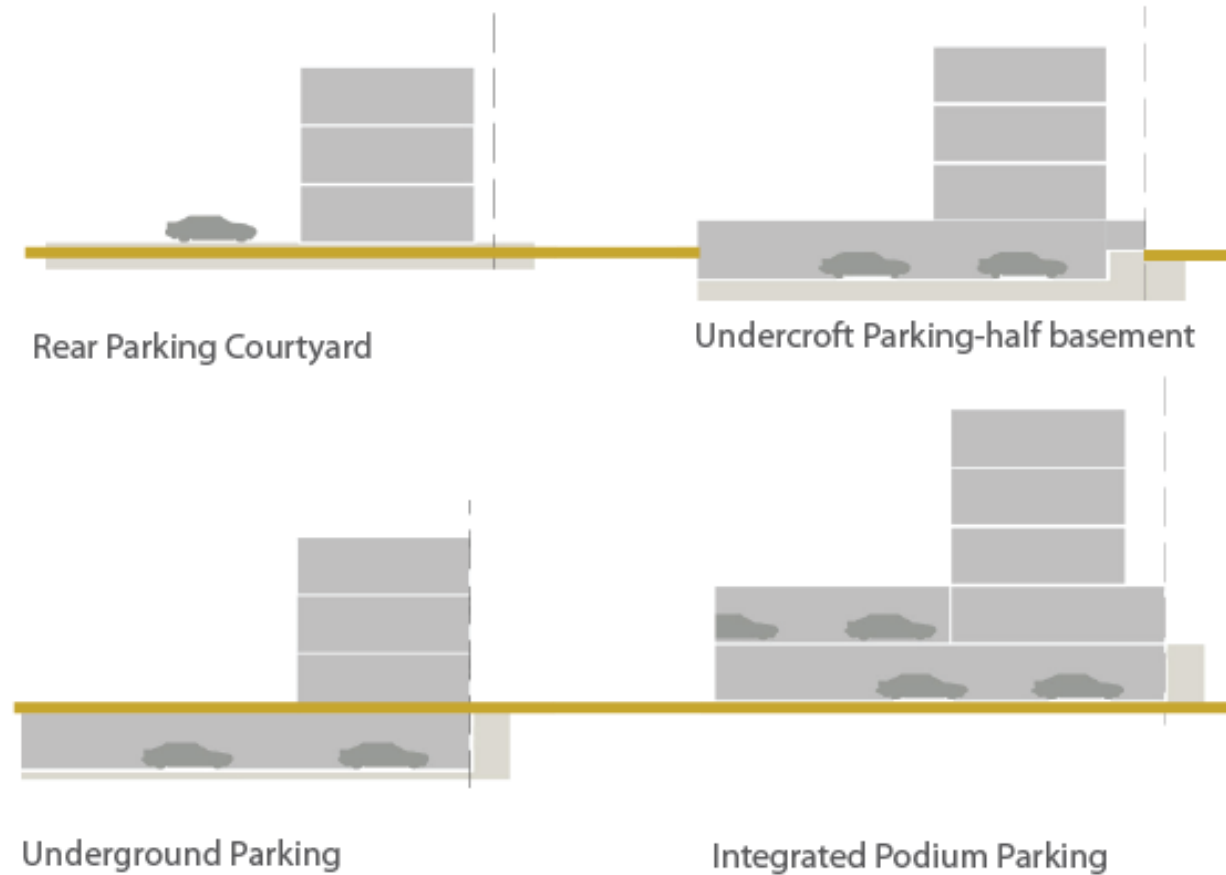 Rear Parking Courtyard
Undercroft Parking-half basement
Underground Parking
Integrated Podium Parking